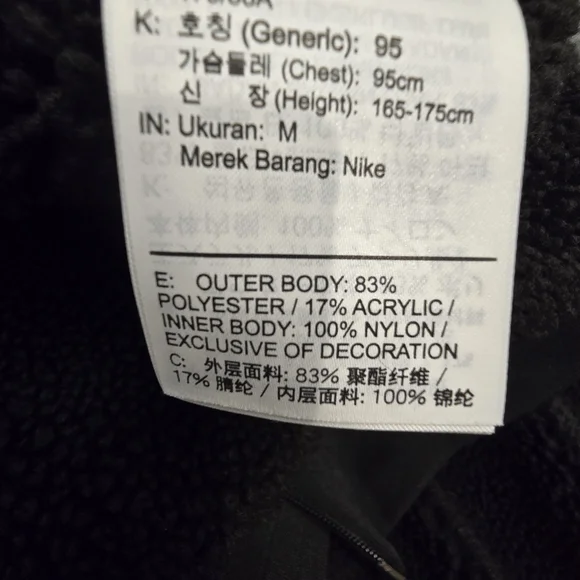 K: 호칭 (Generic): 95
가슴둘레 (Chest): 95cm
신 장 (Height): 165-175cm
IN: Ukuran: M
Merek Barang: Nike
E: OUTER BODY: 83%
POLYESTER / 17% ACRYLIC /
INNER BODY: 100% NYLON /
EXCLUSIVE OF DECORATION
C: 外层面料: 83% 聚酯纤维 /
17% 腈纶 / 内层面料: 100% 锦纶